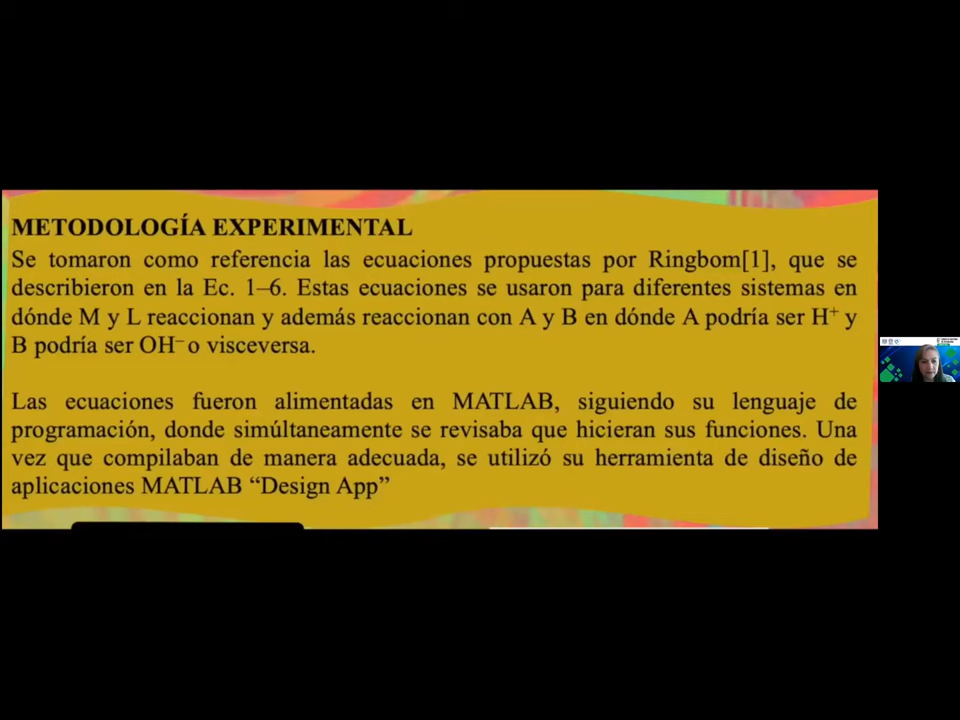 METODOLOGÍA EXPERIMENTAL
Se tomaron como referencia las ecuaciones propuestas por Ringbom[1], que se
describieron en la Ec. 1–6. Estas ecuaciones se usaron para diferentes sistemas en
dónde M y L reaccionan y además reaccionan con A y B en dónde A podría ser H⁺ y
B podría ser OH⁻ o visceversa.
Las ecuaciones fueron alimentadas en MATLAB, siguiendo su lenguaje de
programación, donde simúltaneamente se revisaba que hicieran sus funciones. Una
vez que compilaban de manera adecuada, se utilizó su herramienta de diseño de
aplicaciones MATLAB “Design App”